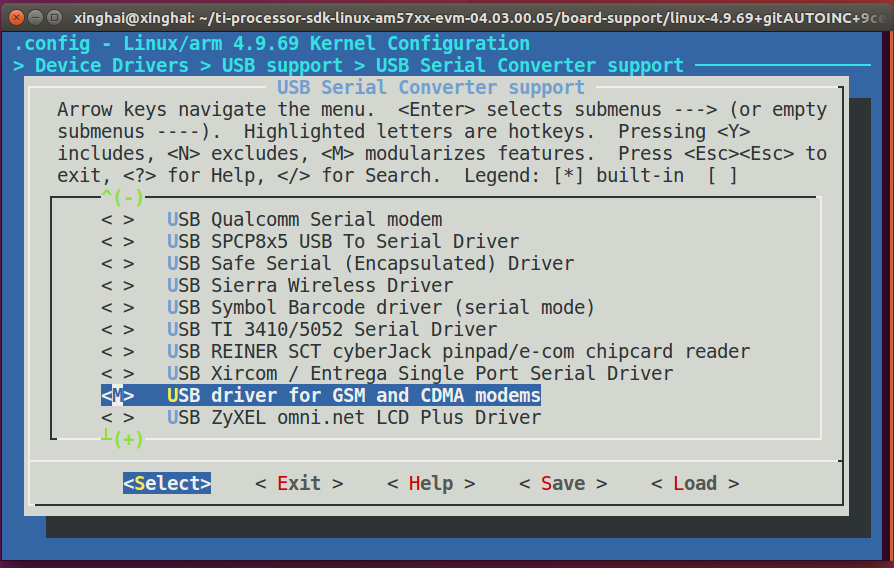 xinghai@xinghai: ~/ti-processor-sdk-linux-am57xx-evm-04.03.00.05/board-support/linux-4.9.69+gitAUTOINC+9ce
.config - Linux/arm 4.9.69 Kernel Configuration
> Device Drivers > USB support > USB Serial Converter support
USB Serial Converter support
Arrow keys navigate the menu.  <Enter> selects submenus ---> (or empty
submenus ----).  Highlighted letters are hotkeys.  Pressing <Y>
includes, <N> excludes, <M> modularizes features.  Press <Esc><Esc> to
exit, <?> for Help, </> for Search.  Legend: [*] built-in  [ ]
^(-)
< >   USB Qualcomm Serial modem
< >   USB SPCP8x5 USB To Serial Driver
< >   USB Safe Serial (Encapsulated) Driver
< >   USB Sierra Wireless Driver
< >   USB Symbol Barcode driver (serial mode)
< >   USB TI 3410/5052 Serial Driver
< >   USB REINER SCT cyberJack pinpad/e-com chipcard reader
< >   USB Xircom / Entrega Single Port Serial Driver
<M>   USB driver for GSM and CDMA modems
< >   USB ZyXEL omni.net LCD Plus Driver
┴(+)
<Select>    < Exit >    < Help >    < Save >    < Load >